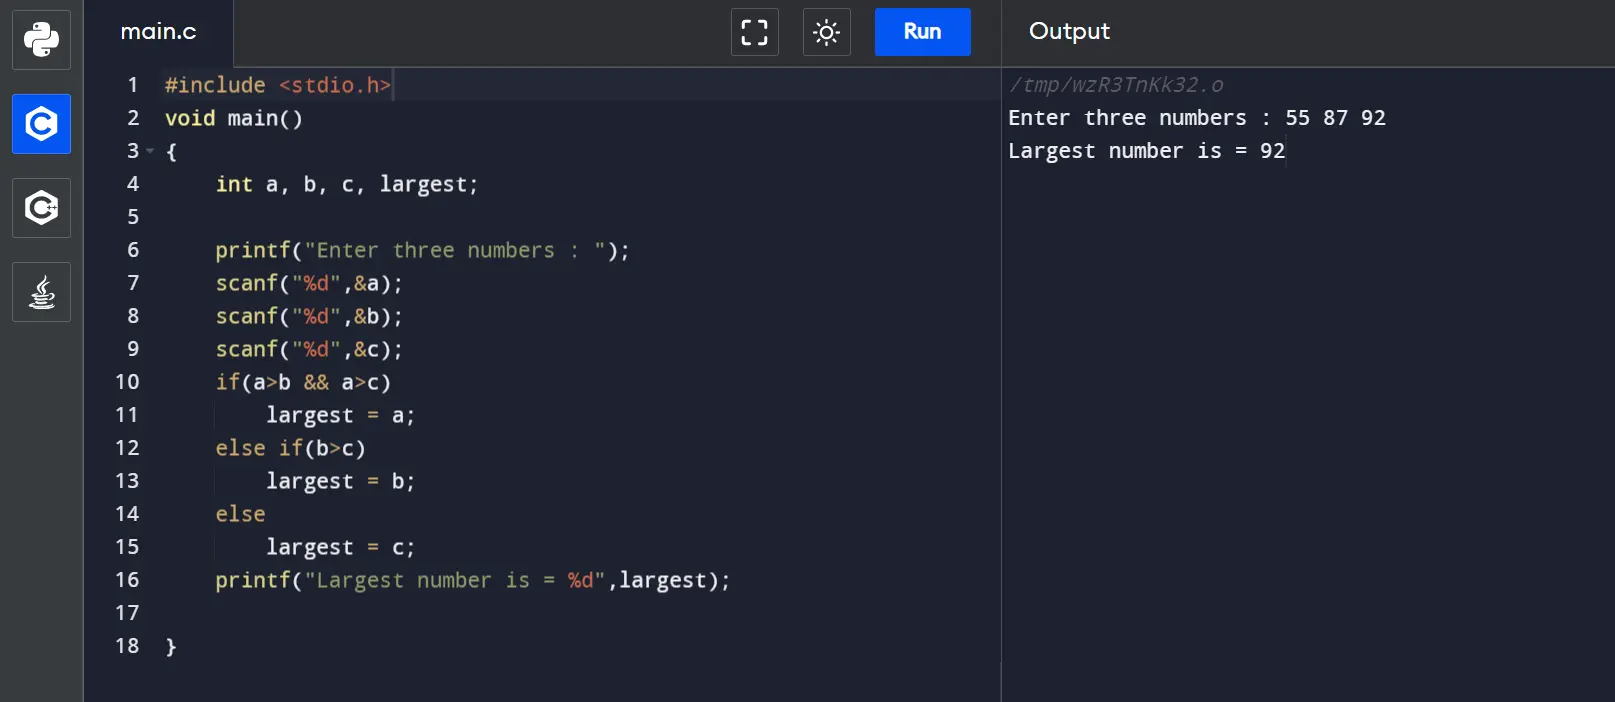 main.c
Run
Output
1 #include <stdio.h>
2 void main()
3 {
4     int a, b, c, largest;
5
6     printf("Enter three numbers : ");
7     scanf("%d",&a);
8     scanf("%d",&b);
9     scanf("%d",&c);
10     if(a>b && a>c)
11         largest = a;
12     else if(b>c)
13         largest = b;
14     else
15         largest = c;
16     printf("Largest number is = %d",largest);
17
18 }
/tmp/wzR3TnKk32.o
Enter three numbers : 55 87 92
Largest number is = 92